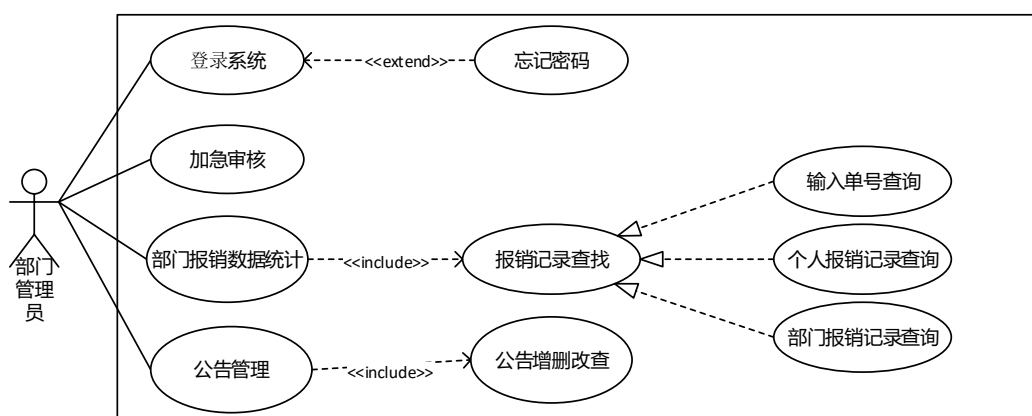 登录系统
<<extend>>
忘记密码
加急审核
输入单号查询
部门
管理
员
部门报销数据统计
<<include>>
报销记录查找
个人报销记录查询
部门报销记录查询
公告管理
<<include>>
公告增删改查